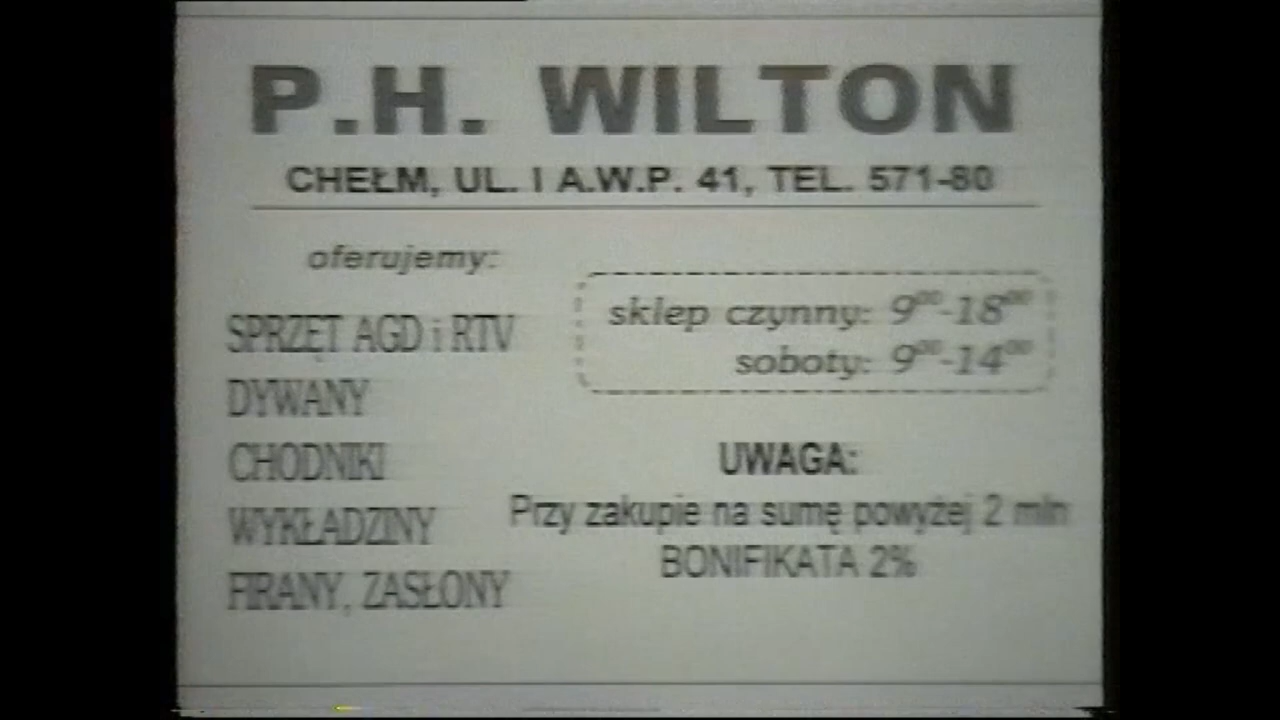 P.H. WILTON
CHEŁM, UL. I A.W.P. 41, TEL. 571-80
oferujemy:
SPRZĘT AGD i RTV
DYWANY
CHODNIKI
WYKŁADZINY
FIRANY, ZASŁONY
sklep czynny: 9⁰⁰-18⁰⁰
soboty: 9⁰⁰-14⁰⁰
UWAGA:
Przy zakupie na sumę powyżej 2 mln
BONIFIKATA 2%